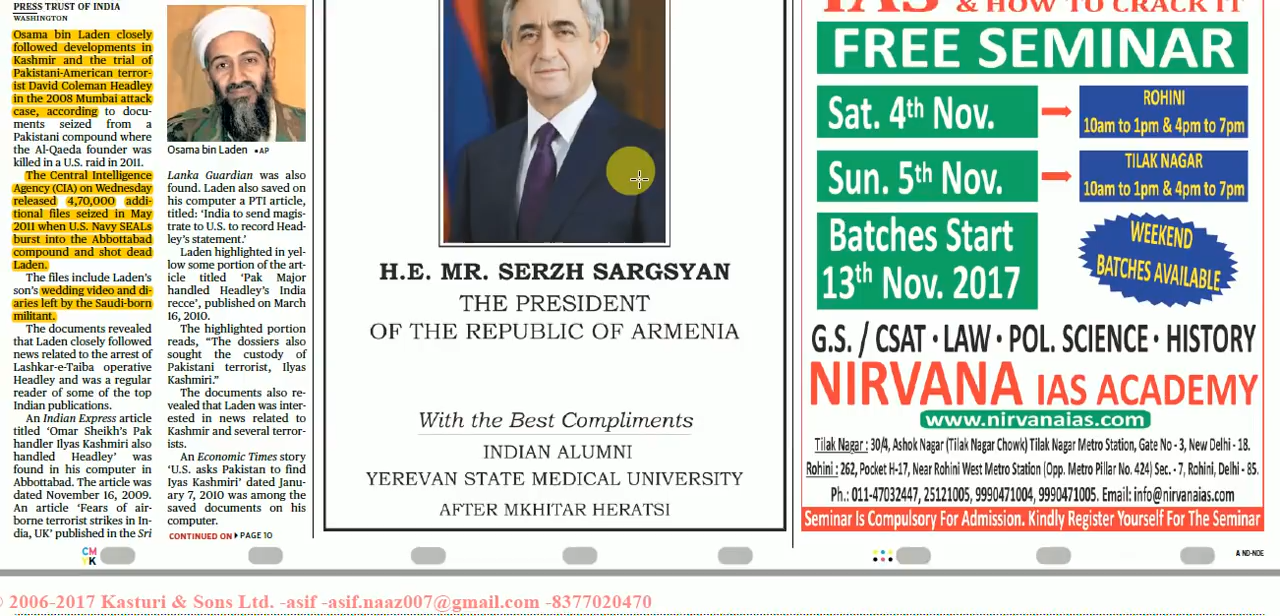 PRESS TRUST OF INDIA
WASHINGTON
Osama bin Laden closely
followed developments in
Kashmir and the trial of
Pakistani-American terror-
ist David Coleman Headley
in the 2008 Mumbai attack
case, according to docu-
ments seized from a
Pakistani compound where
the Al-Qaeda founder was
killed in a U.S. raid in 2011.
The Central Intelligence
Agency (CIA) on Wednesday
released 4,70,000 addi-
tional files seized in May
2011 when U.S. Navy SEALs
burst into the Abbottabad
compound and shot dead
Laden.
The files include Laden's
son's wedding video and di-
aries left by the Saudi-born
militant.
The documents revealed
that Laden closely followed
news related to the arrest of
Lashkar-e-Taiba operative
Headley and was a regular
reader of some of the top
Indian publications.
An Indian Express article
titled 'Omar Sheikh's Pak
handler Ilyas Kashmiri also
handled Headley' was
found in his computer in
Abbottabad. The article was
dated November 16, 2009.
An article 'Fears of air-
borne terrorist strikes in In-
dia, UK' published in the Sri
Osama bin Laden •AP
Lanka Guardian was also
found. Laden also saved on
his computer a PTI article,
titled: 'India to send magis-
trate to U.S. to record Head-
ley's statement.'
Laden highlighted in yel-
low some portion of the art-
icle titled 'Pak Major
handled Headley's India
recce', published on March
16, 2010.
The highlighted portion
reads, "The dossiers also
sought the custody of
Pakistani terrorist, Ilyas
Kashmiri."
The documents also re-
vealed that Laden was inter-
ested in news related to
Kashmir and several terror-
ists.
An Economic Times story
'U.S. asks Pakistan to find
Ilyas Kashmiri' dated Janu-
ary 7, 2010 was among the
saved documents on his
computer.
CONTINUED ON PAGE 10
H.E. MR. SERZH SARGSYAN
THE PRESIDENT
OF THE REPUBLIC OF ARMENIA
With the Best Compliments
INDIAN ALUMNI
YEREVAN STATE MEDICAL UNIVERSITY
AFTER MKHITAR HERATSI
IAS & HOW TO CRACK IT
FREE SEMINAR
Sat. 4th Nov.
ROHINI
10am to 1pm & 4pm to 7pm
Sun. 5th Nov.
TILAK NAGAR
10am to 1pm & 4pm to 7pm
Batches Start
13th Nov. 2017
WEEKEND
BATCHES AVAILABLE
G.S. / CSAT · LAW · POL. SCIENCE · HISTORY
NIRVANA IAS ACADEMY
www.nirvanaias.com
Tilak Nagar : 30/4, Ashok Nagar (Tilak Nagar Chowk) Tilak Nagar Metro Station, Gate No - 3, New Delhi - 18.
Rohini : 262, Pocket H-17, Near Rohini West Metro Station (Opp. Metro Pillar No. 424) Sec. - 7, Rohini, Delhi - 85.
Ph.: 011-47032447, 25121005, 9990471004, 9990471005. Email: info@nirvanaias.com
Seminar Is Compulsory For Admission. Kindly Register Yourself For The Seminar
CM
YK
A ND-NDE
© 2006-2017 Kasturi & Sons Ltd. -asif -asif.naaz007@gmail.com -8377020470